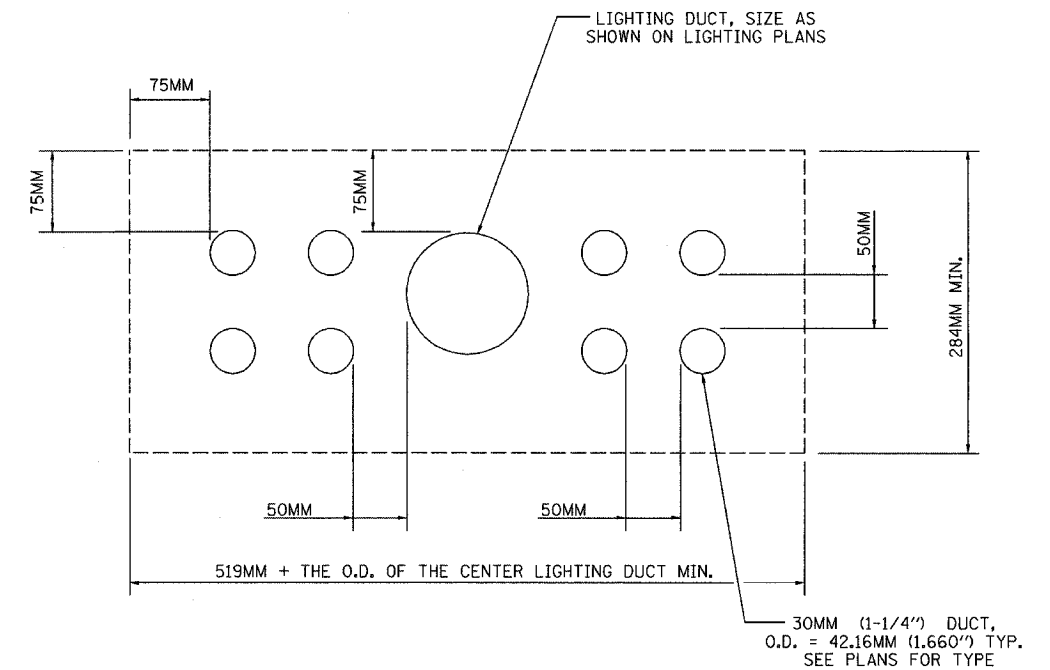 LIGHTING DUCT, SIZE AS
SHOWN ON LIGHTING PLANS
75MM
75MM
75MM
50MM
284MM MIN.
50MM
50MM
519MM + THE O.D. OF THE CENTER LIGHTING DUCT MIN.
30MM (1-1/4") DUCT,
O.D. = 42.16MM (1.660") TYP.
SEE PLANS FOR TYPE